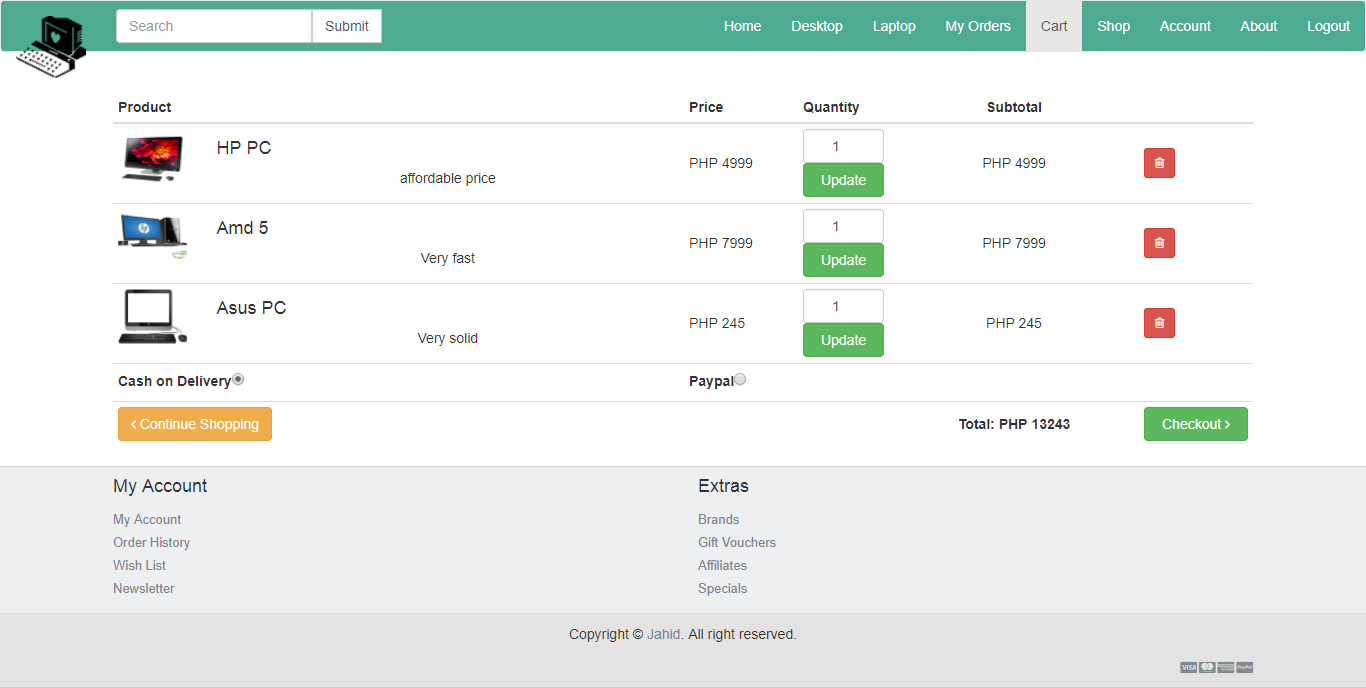 Search Submit Home Desktop Laptop My Orders Cart Shop Account About Logout
Product Price Quantity Subtotal
HP PC
affordable price
PHP 4999
1
Update
PHP 4999
Amd 5
Very fast
PHP 7999
1
Update
PHP 7999
Asus PC
Very solid
PHP 245
1
Update
PHP 245
Cash on Delivery Paypal
‹ Continue Shopping Total: PHP 13243 Checkout ›
My Account Extras
My Account Brands
Order History Gift Vouchers
Wish List Affiliates
Newsletter Specials
Copyright © Jahid. All right reserved.
VISA PayPal